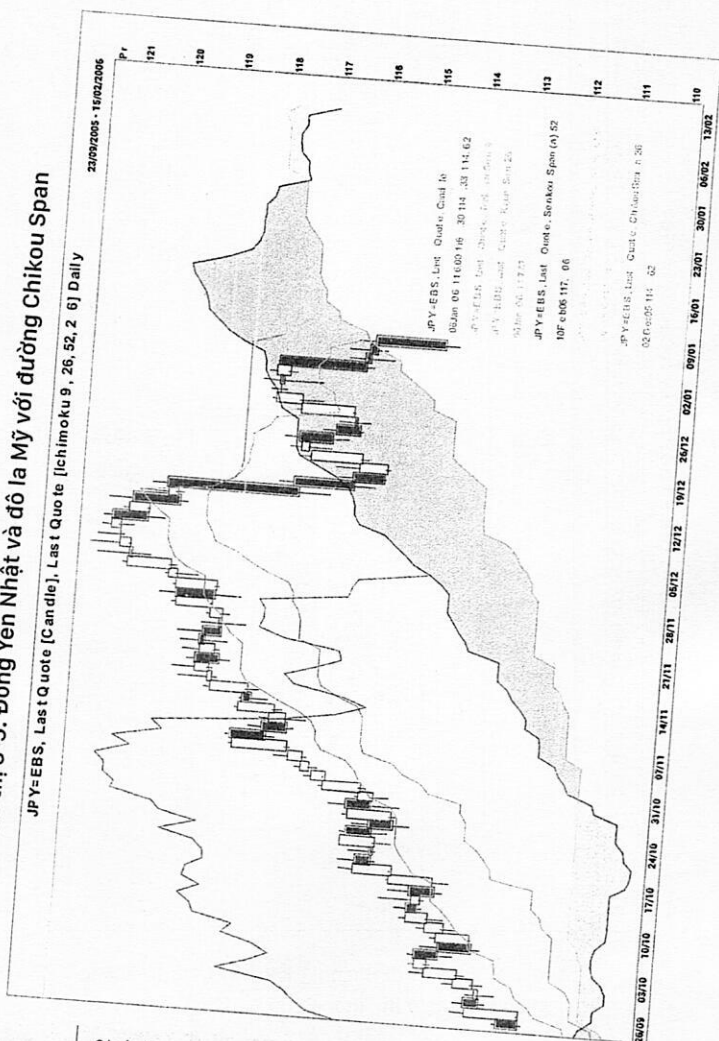 3-3. Đồng Yên Nhật và đô la Mỹ với đường Chikou Span
JPY=EBS, Last Quote [Candle], Last Quote [Ichimoku 9, 26, 52, 2 6] Daily
23/09/2005 - 15/02/2006
Pr
121
120
119
118
117
116
115
114
113
112
111
110
JPY=EBS, Last Quote, Candle
06Jan 06 116.00 116. 30 114 .33 114.62
JPY=EBS, Last Quote, Senkou Span (a) 52
10Feb06 117. 06
JPY=EBS, Last Quote, Chikou Span 26
02Dec05 114. 62
26/09 03/10 10/10 17/10 24/10 31/10 07/11 14/11 21/11 28/11 05/12 12/12 19/12 26/12 02/01 09/01 16/01 23/01 30/01 06/02 13/02